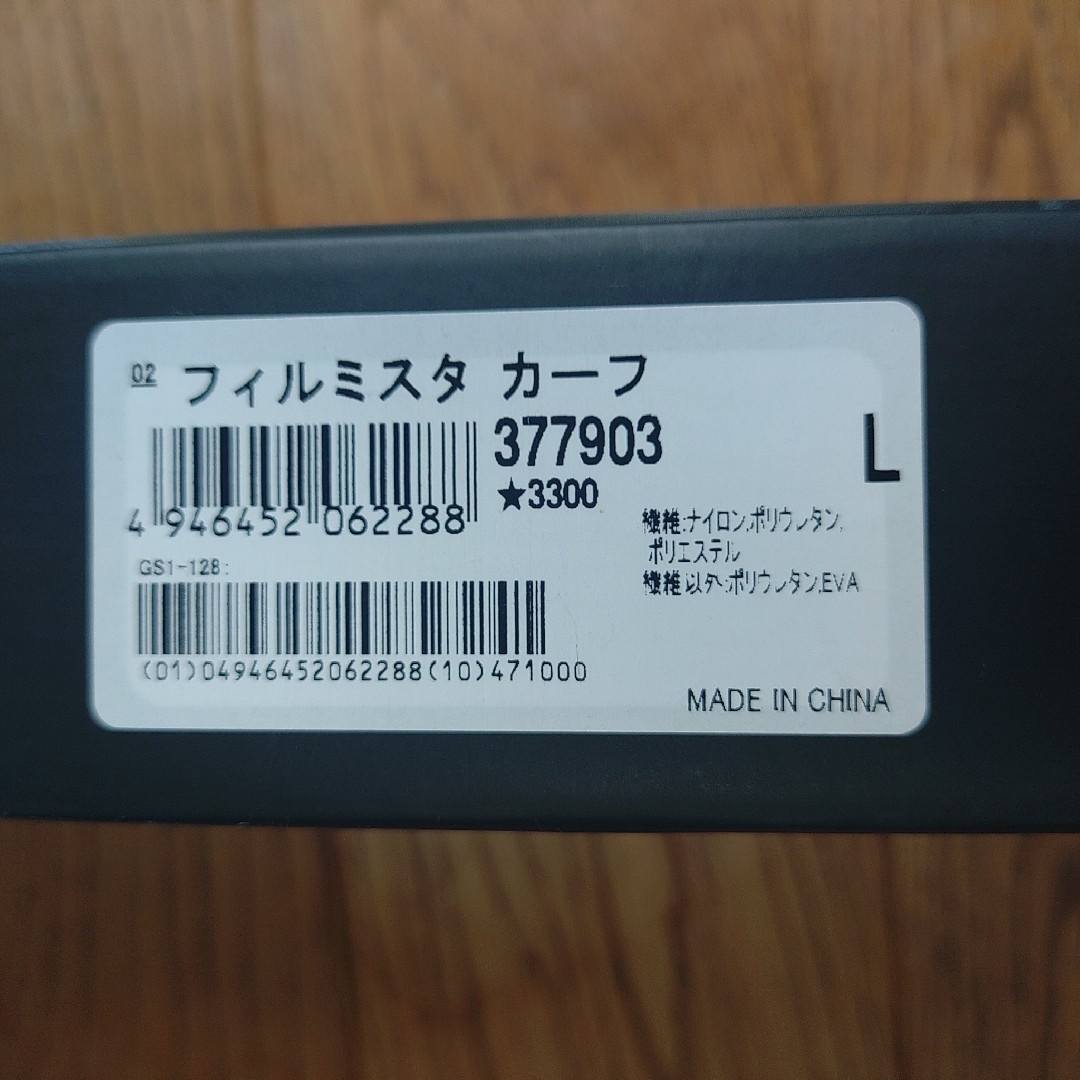 02 フィルミスタ カーフ
377903
L
★3300
4 946452 062288
繊維:ナイロン,ポリウレタン,
ポリエステル
繊維以外:ポリウレタン,EVA
GS1-128:
(01)04946452062288(10)471000
MADE IN CHINA